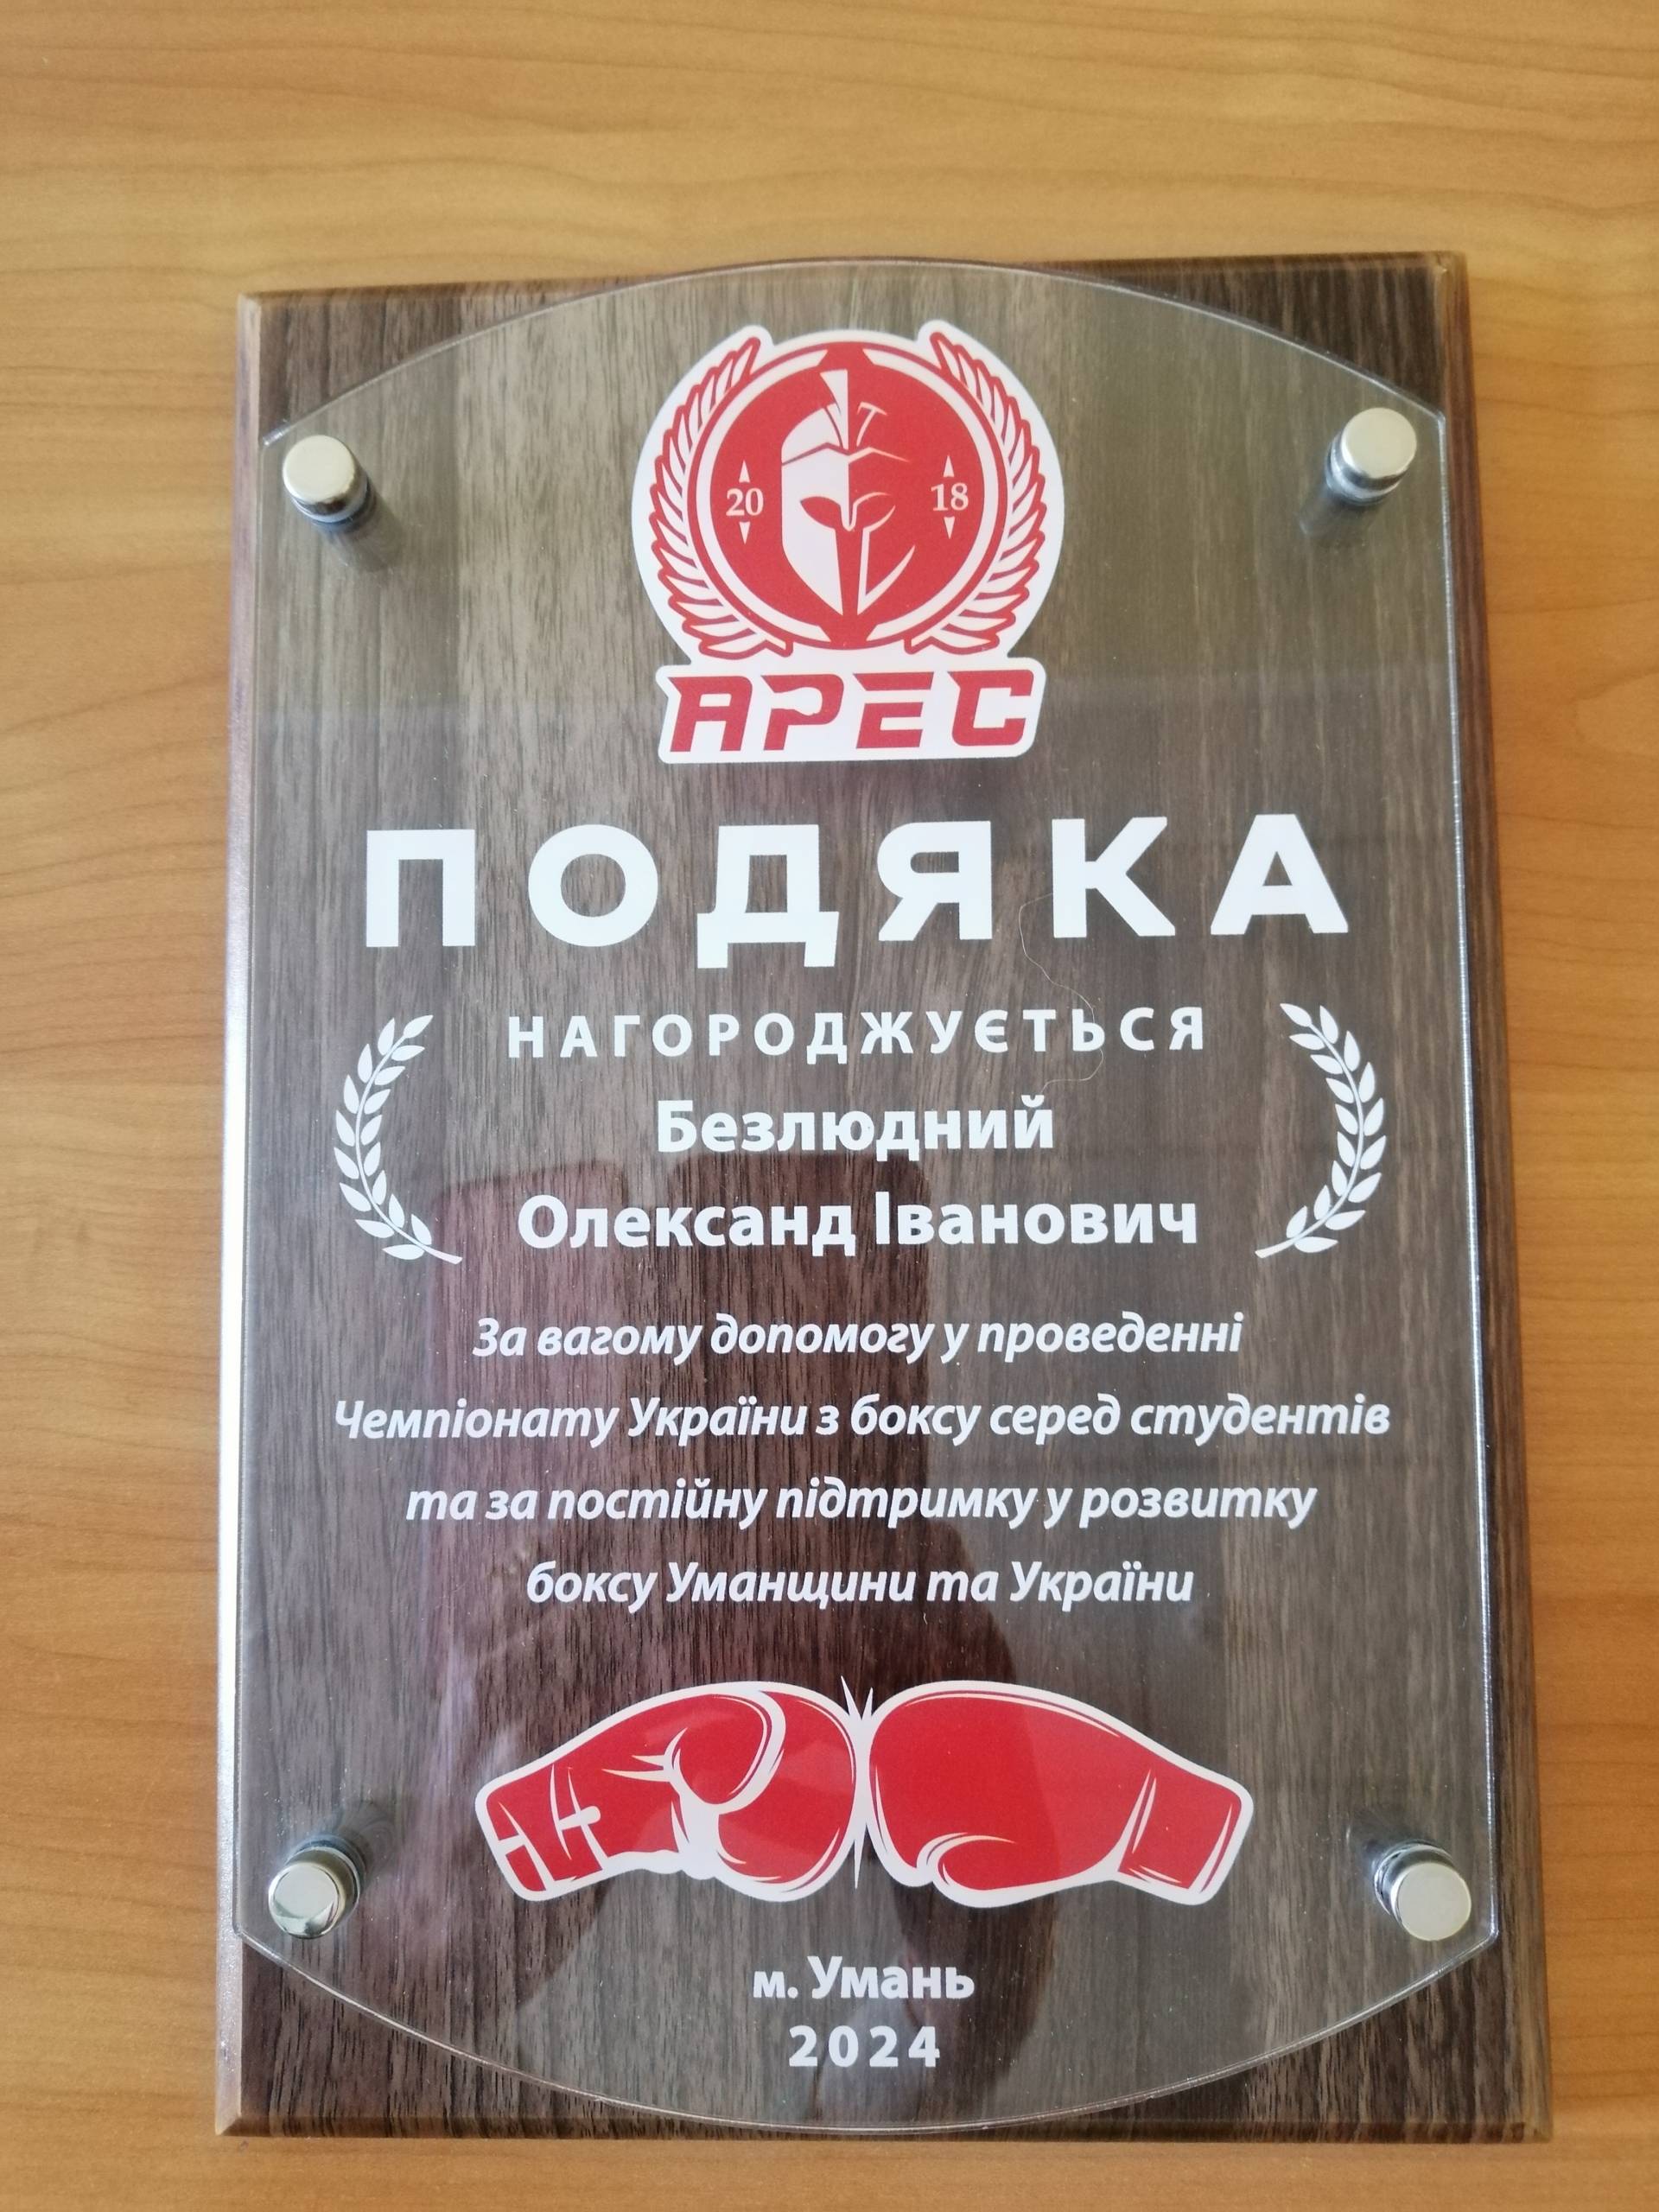 20 18
АРЕС
ПОДЯКА
НАГОРОДЖУЄТЬСЯ
Безлюдний
Олександ Іванович
За вагому допомогу у проведенні
Чемпіонату України з боксу серед студентів
та за постійну підтримку у розвитку
боксу Уманщини та України
м. Умань
2024